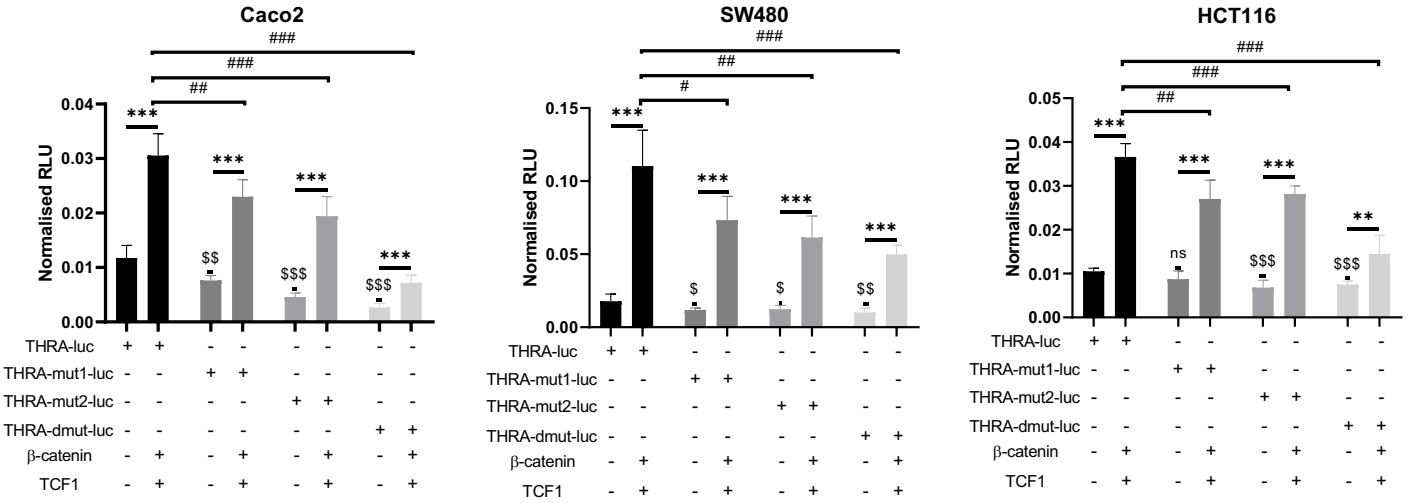 Caco2
###
###
##
***
***
***
***
$$
$$$
$$$
Normalised RLU
0.04
0.03
0.02
0.01
0.00
THRA-luc + + - - - - - -
THRA-mut1-luc - - + + - - - -
THRA-mut2-luc - - - - + + - -
THRA-dmut-luc - - - - - - + +
β-catenin - + - + - + - +
TCF1 - + - + - + - +
SW480
###
##
#
***
***
***
***
$
$
$$
Normalised RLU
0.15
0.10
0.05
0.00
THRA-luc + + - - - - - -
THRA-mut1-luc - - + + - - - -
THRA-mut2-luc - - - - + + - -
THRA-dmut-luc - - - - - - + +
β-catenin - + - + - + - +
TCF1 - + - + - + - +
HCT116
###
###
##
***
***
***
**
ns
$$$
$$$
Normalised RLU
0.05
0.04
0.03
0.02
0.01
0.00
THRA-luc + + - - - - - -
THRA-mut1-luc - - + + - - - -
THRA-mut2-luc - - - - + + - -
THRA-dmut-luc - - - - - - + +
β-catenin - + - + - + - +
TCF1 - + - + - + - +